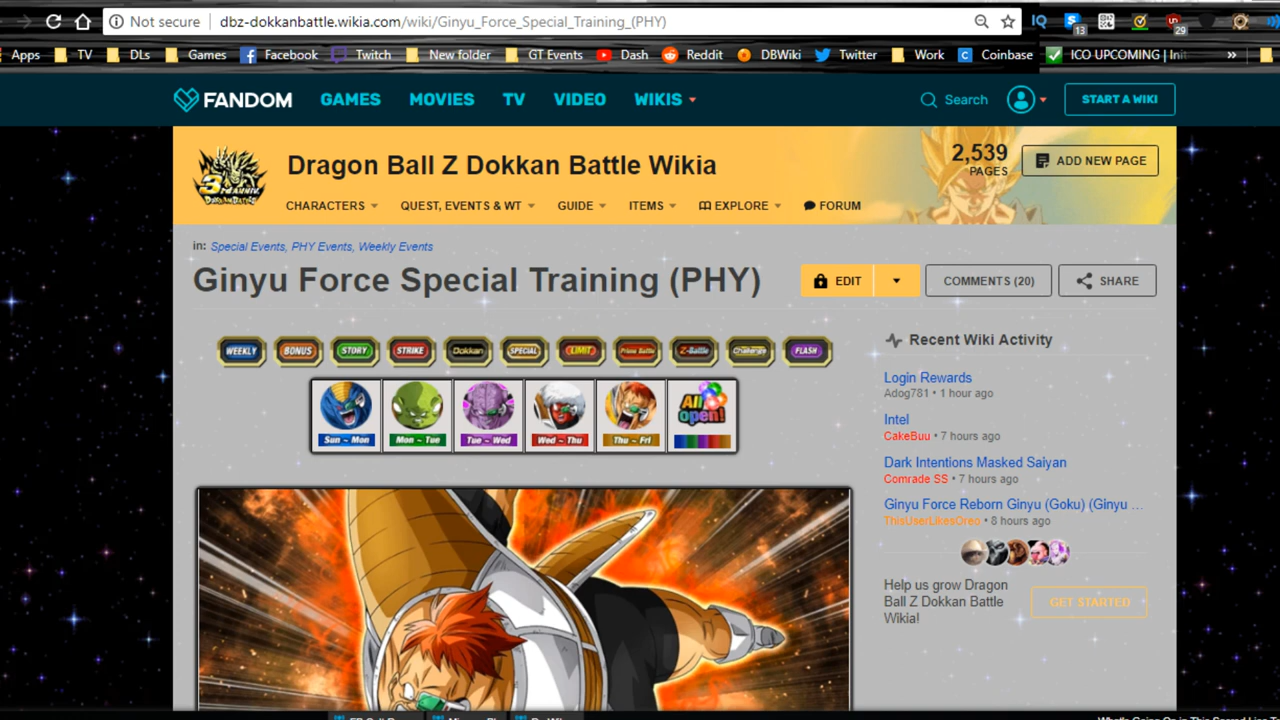 Not secure | dbz-dokkanbattle.wikia.com/wiki/Ginyu_Force_Special_Training_(PHY)
13
29
Apps TV DLs Games Facebook Twitch New folder GT Events Dash Reddit DBWiki Twitter Work Coinbase ICO UPCOMING | Init »
FANDOM GAMES MOVIES TV VIDEO WIKIS Search START A WIKI
Dragon Ball Z Dokkan Battle Wikia
2,539
PAGES
ADD NEW PAGE
CHARACTERS QUEST, EVENTS & WT GUIDE ITEMS EXPLORE FORUM
in: Special Events, PHY Events, Weekly Events
Ginyu Force Special Training (PHY)
EDIT COMMENTS (20) SHARE
WEEKLY BONUS STORY STRIKE Dokkan SPECIAL LIMIT Prime Battle Z-Battle Challenge FLASH
All open!
Sun ~ Mon Mon ~ Tue Tue ~ Wed Wed ~ Thu Thu ~ Fri
Recent Wiki Activity
Login Rewards
Adog781 • 1 hour ago
Intel
CakeBuu • 7 hours ago
Dark Intentions Masked Saiyan
Comrade SS • 7 hours ago
Ginyu Force Reborn Ginyu (Goku) (Ginyu ...
ThisUserLikesOreo • 8 hours ago
Help us grow Dragon
Ball Z Dokkan Battle
Wikia!
GET STARTED